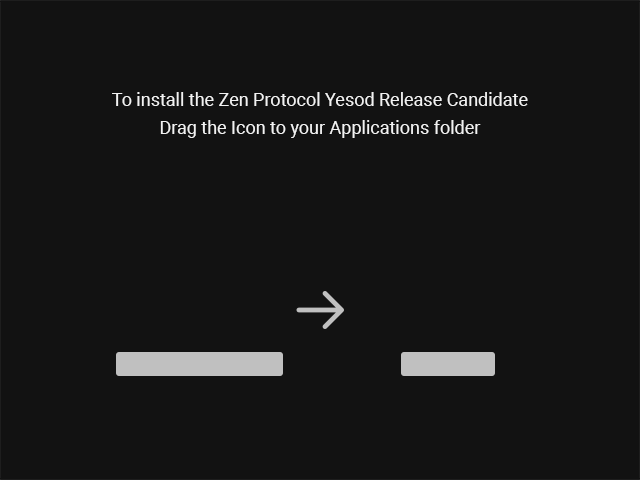 To install the Zen Protocol Yesod Release Candidate
Drag the Icon to your Applications folder